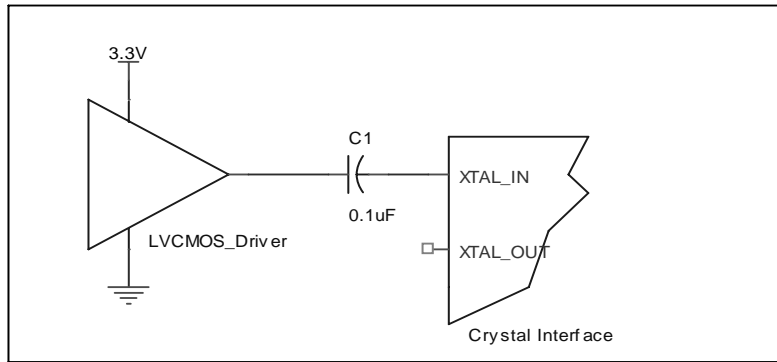 3.3V
C1
XTAL_IN
0.1uF
LVCMOS_Driver
XTAL_OUT
Crystal Interface